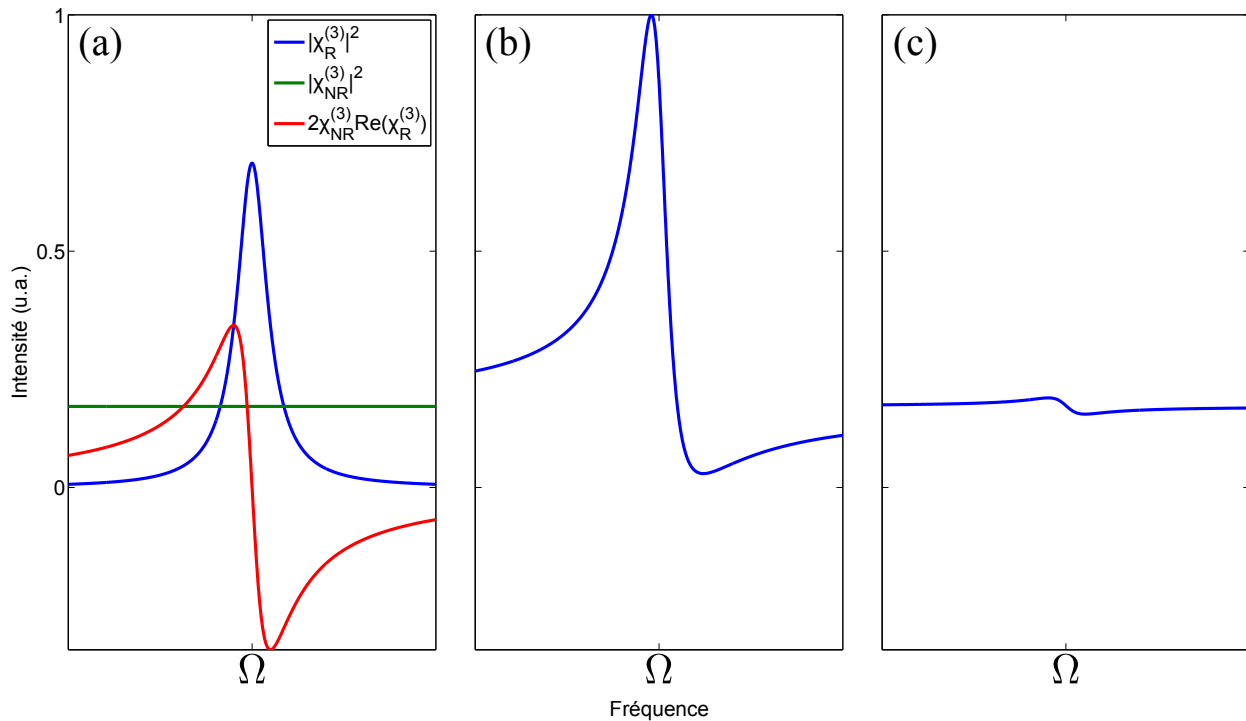 (a)
|χ_R^(3)|^2
|χ_NR^(3)|^2
2χ_NR^(3)Re(χ_R^(3))
(b)
(c)
1
0.5
0
Intensité (u.a.)
Ω
Ω
Ω
Fréquence